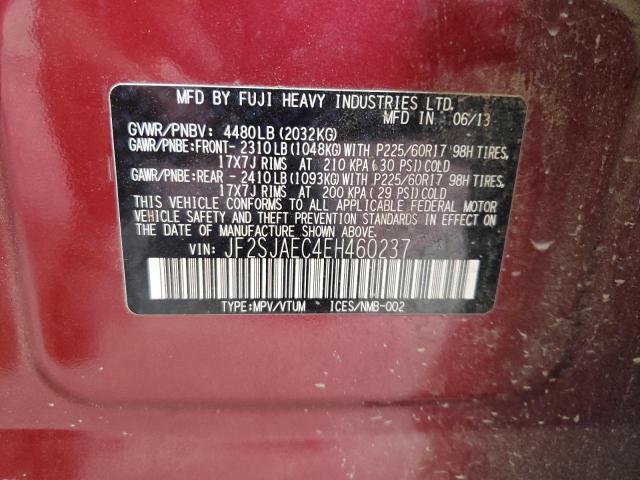 MFD BY FUJI HEAVY INDUSTRIES LTD.
MFD IN 06/13
GVWR/PNBV: 4480LB (2032KG)
GAWR/PNBE:FRONT- 2310LB (1048KG)WITH P225/60R17 98H TIRES,
17X7J RIMS AT 210 KPA (30 PSI) COLD
GAWR/PNBE:REAR - 2410LB (1093KG)WITH P225/60R17 98H TIRES,
17X7J RIMS AT 200 KPA (29 PSI) COLD
THIS VEHICLE CONFORMS TO ALL APPLICABLE FEDERAL MOTOR
VEHICLE SAFETY AND THEFT PREVENTION STANDARDS IN EFFECT
ON THE DATE OF MANUFACTURE SHOWN ABOVE.
VIN: JF2SJAEC4EH460237
TYPE:MPV/VTUM ICES/NMB-002